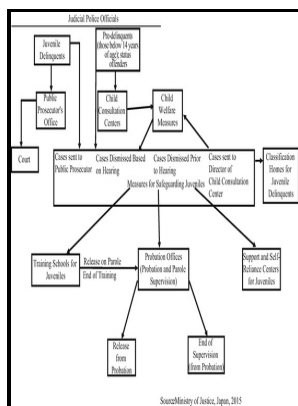 Judicial Police Officials
Juvenile
Delinquents
Pre-delinquents
(those below 14 years
of age), status
offenders
Public
Prosecutor's
Office
Child
Consultation
Centers
Child
Welfare
Measures
Court
Cases sent to
Public Prosecutor
Cases Dismissed Based
on Hearing
Cases Dismissed Prior
to Hearing
Cases sent to
Director of
Child Consultation
Center
Measures for Safeguarding Juveniles
Classification
Homes for
Juvenile
Delinquents
Training Schools for
Juveniles
Release on Parole
End of Training
Probation Offices
(Probation and Parole
Supervision)
Support and Self-
Reliance Centers
for Juveniles
Release
from
Probation
End of
Supervision
(from Probation)
Source:Ministry of Justice, Japan, 2015